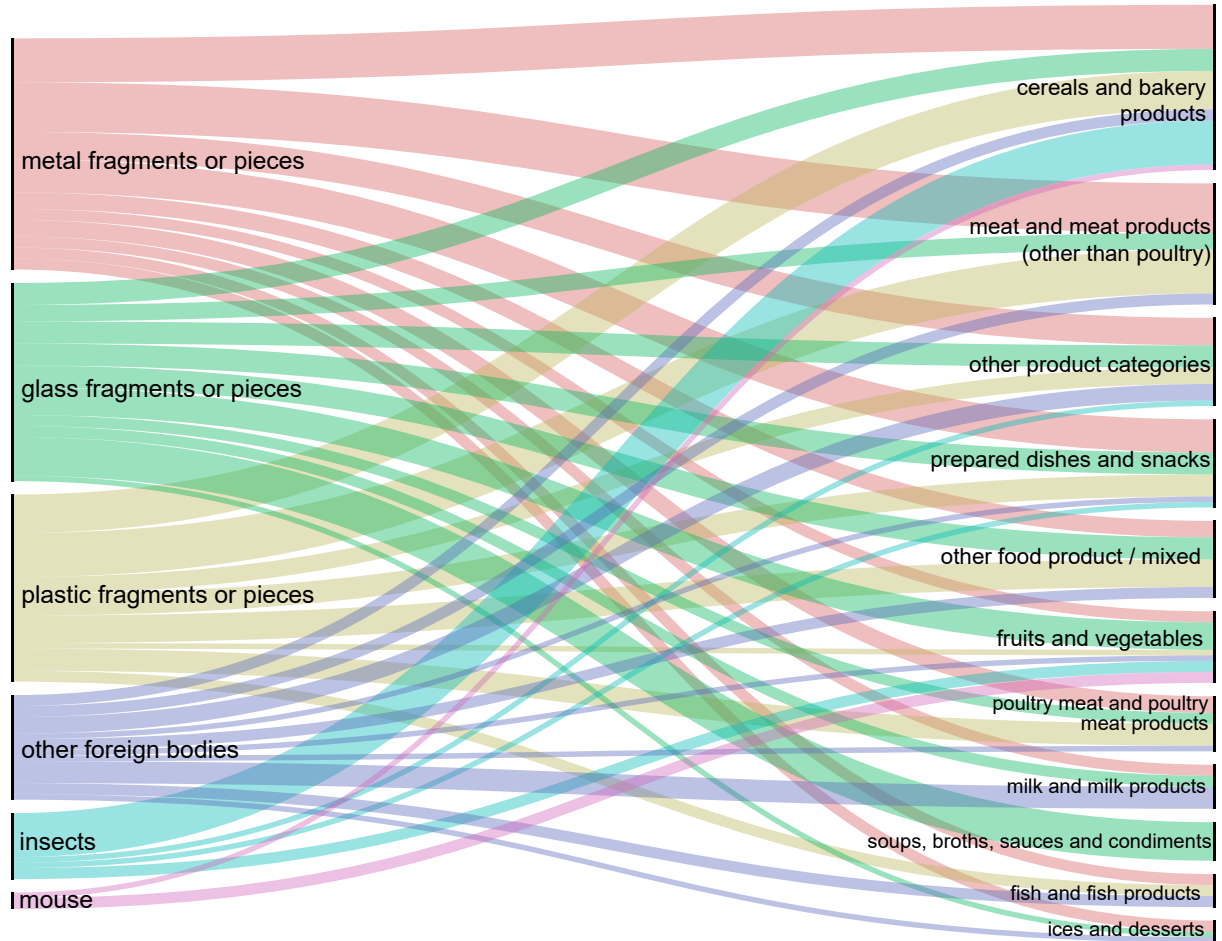 metal fragments or pieces
glass fragments or pieces
plastic fragments or pieces
other foreign bodies
insects
mouse
cereals and bakery
products
meat and meat products
(other than poultry)
other product categories
prepared dishes and snacks
other food product / mixed
fruits and vegetables
poultry meat and poultry
meat products
milk and milk products
soups, broths, sauces and condiments
fish and fish products
ices and desserts